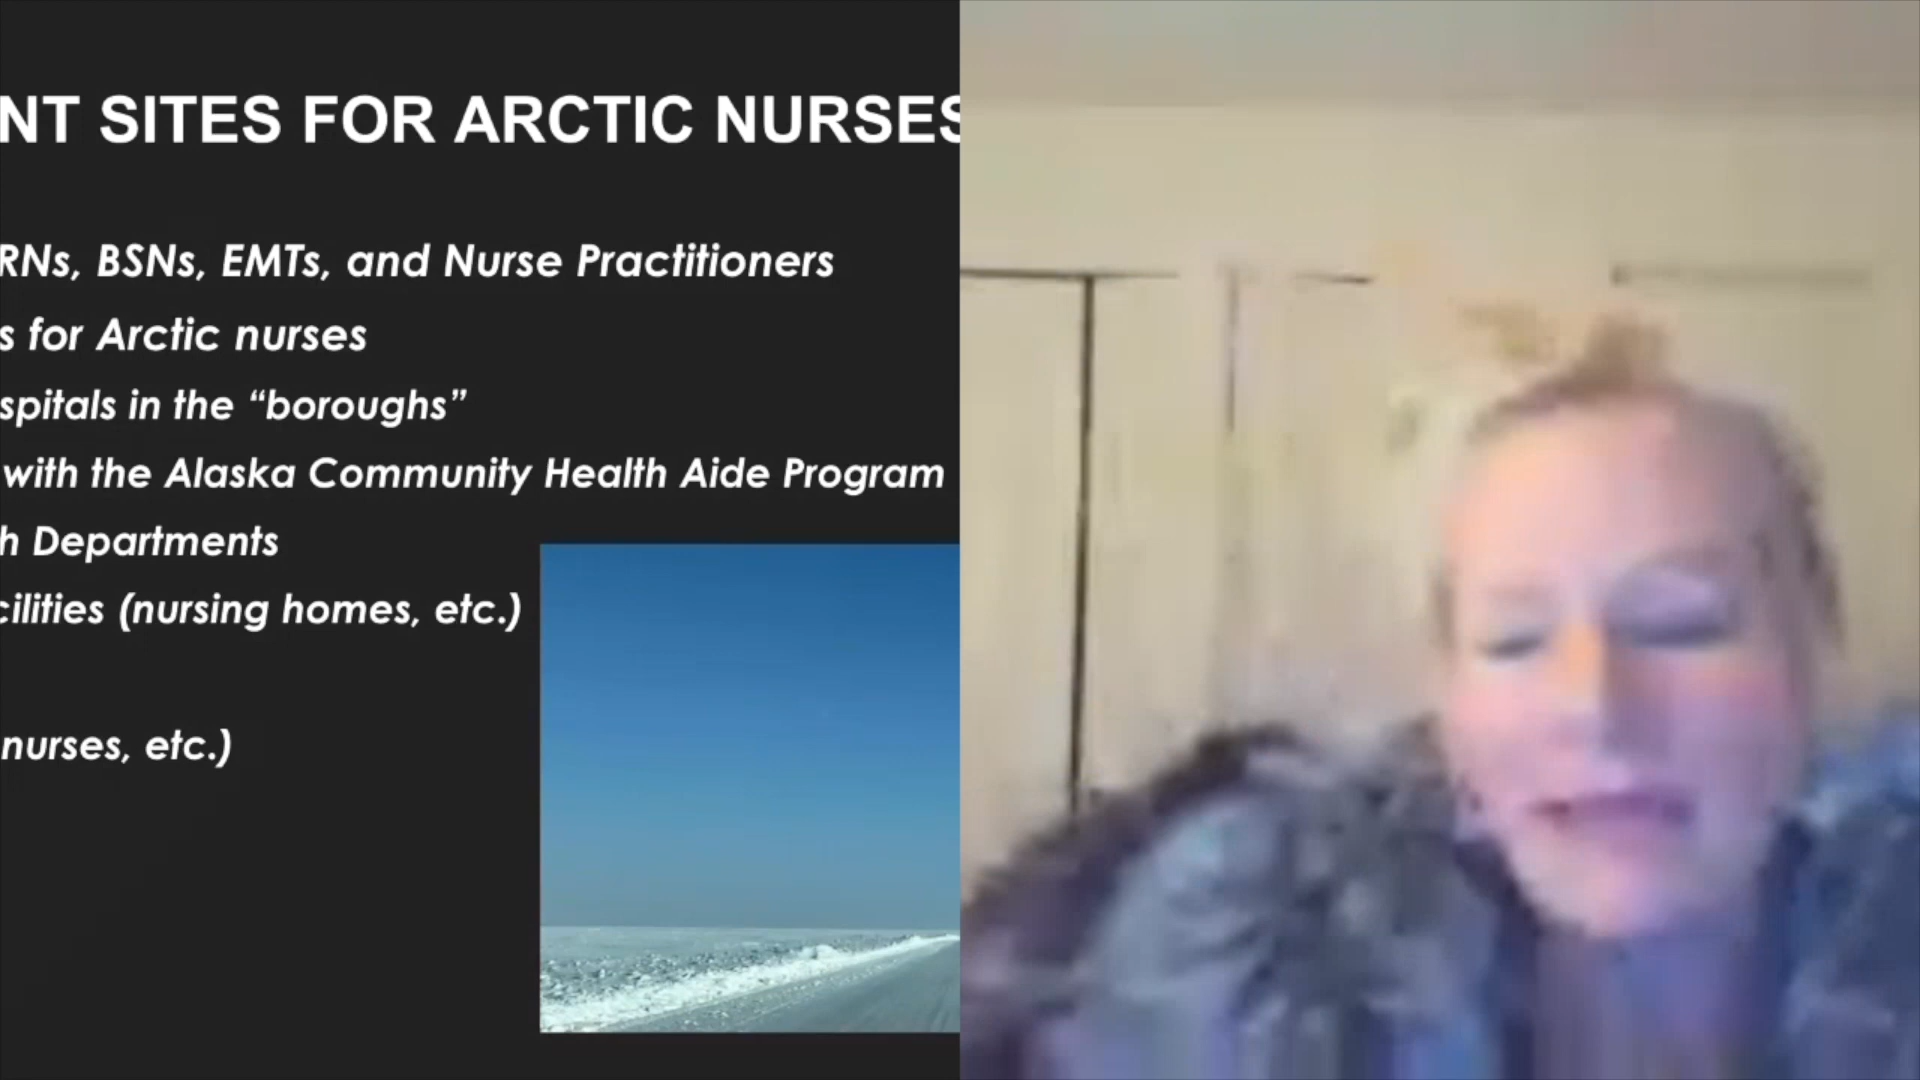 NT SITES FOR ARCTIC NURSES
RNs, BSNs, EMTs, and Nurse Practitioners
s for Arctic nurses
spitals in the “boroughs”
with the Alaska Community Health Aide Program
h Departments
cilities (nursing homes, etc.)
nurses, etc.)